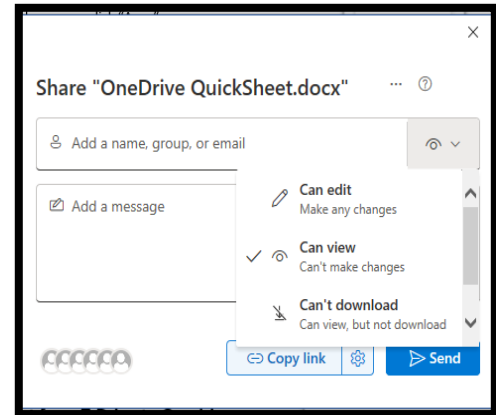 Share "OneDrive QuickSheet.docx" ...
Add a name, group, or email
Add a message
Can edit
Make any changes
Can view
Can't make changes
Can't download
Can view, but not download
Copy link
Send